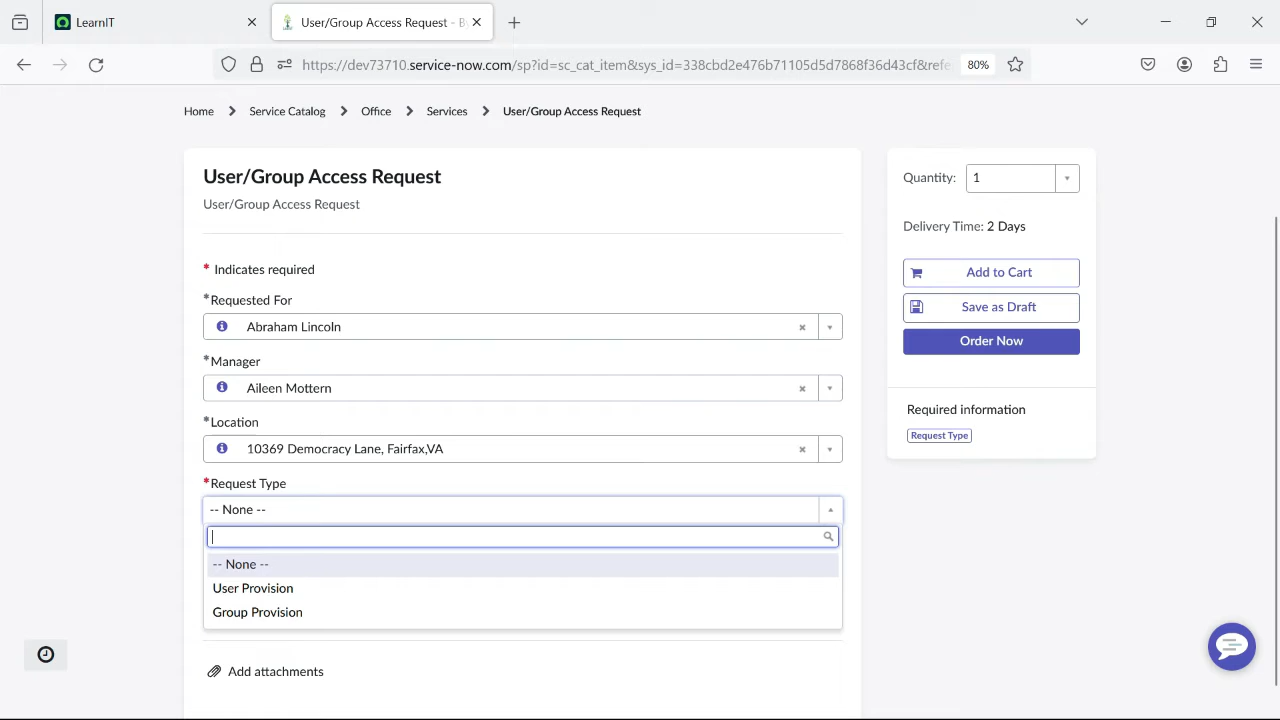 LearnIT
User/Group Access Request - By
https://dev73710.service-now.com/sp?id=sc_cat_item&sys_id=338cbd2e476b71105d5d7868f36d43cf&refe
80%
Home > Service Catalog > Office > Services > User/Group Access Request
User/Group Access Request
User/Group Access Request
* Indicates required
*Requested For
Abraham Lincoln
*Manager
Aileen Mottern
*Location
10369 Democracy Lane, Fairfax,VA
*Request Type
-- None --
-- None --
User Provision
Group Provision
Add attachments
Quantity: 1
Delivery Time: 2 Days
Add to Cart
Save as Draft
Order Now
Required information
Request Type